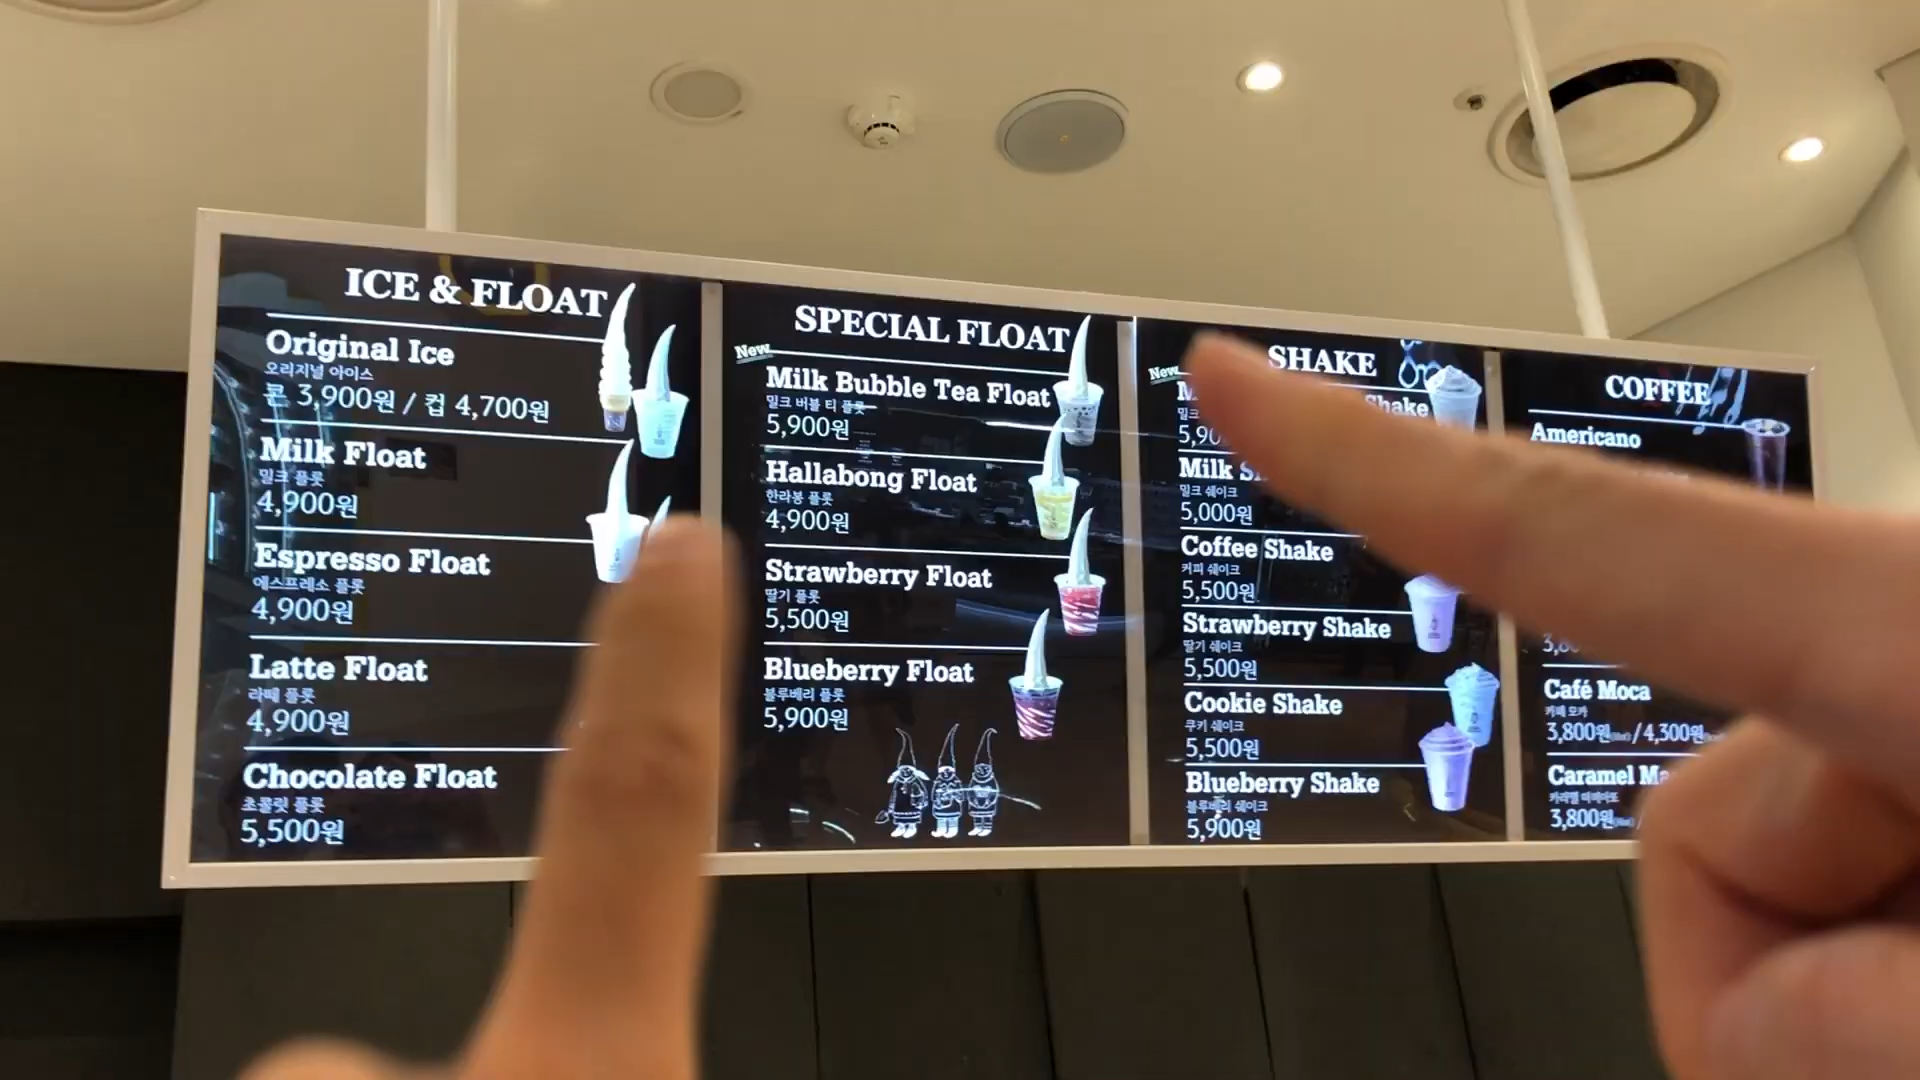 ICE & FLOAT
Original Ice
오리지널 아이스
콘 3,900원 / 컵 4,700원
Milk Float
밀크 플롯
4,900원
Espresso Float
에스프레소 플롯
4,900원
Latte Float
라떼 플롯
4,900원
Chocolate Float
초콜릿 플롯
5,500원
SPECIAL FLOAT
New
Milk Bubble Tea Float
밀크 버블 티 플롯
5,900원
Hallabong Float
한라봉 플롯
4,900원
Strawberry Float
딸기 플롯
5,500원
Blueberry Float
블루베리 플롯
5,900원
SHAKE
New
Shake
밀크
Milk
밀크 쉐이크
5,000원
Coffee Shake
커피 쉐이크
5,500원
Strawberry Shake
딸기 쉐이크
5,500원
Cookie Shake
쿠키 쉐이크
5,500원
Blueberry Shake
블루베리 쉐이크
5,900원
COFFEE
Americano
Café Moca
카페 모카
3,800원 / 4,300원
Caramel
3,800원